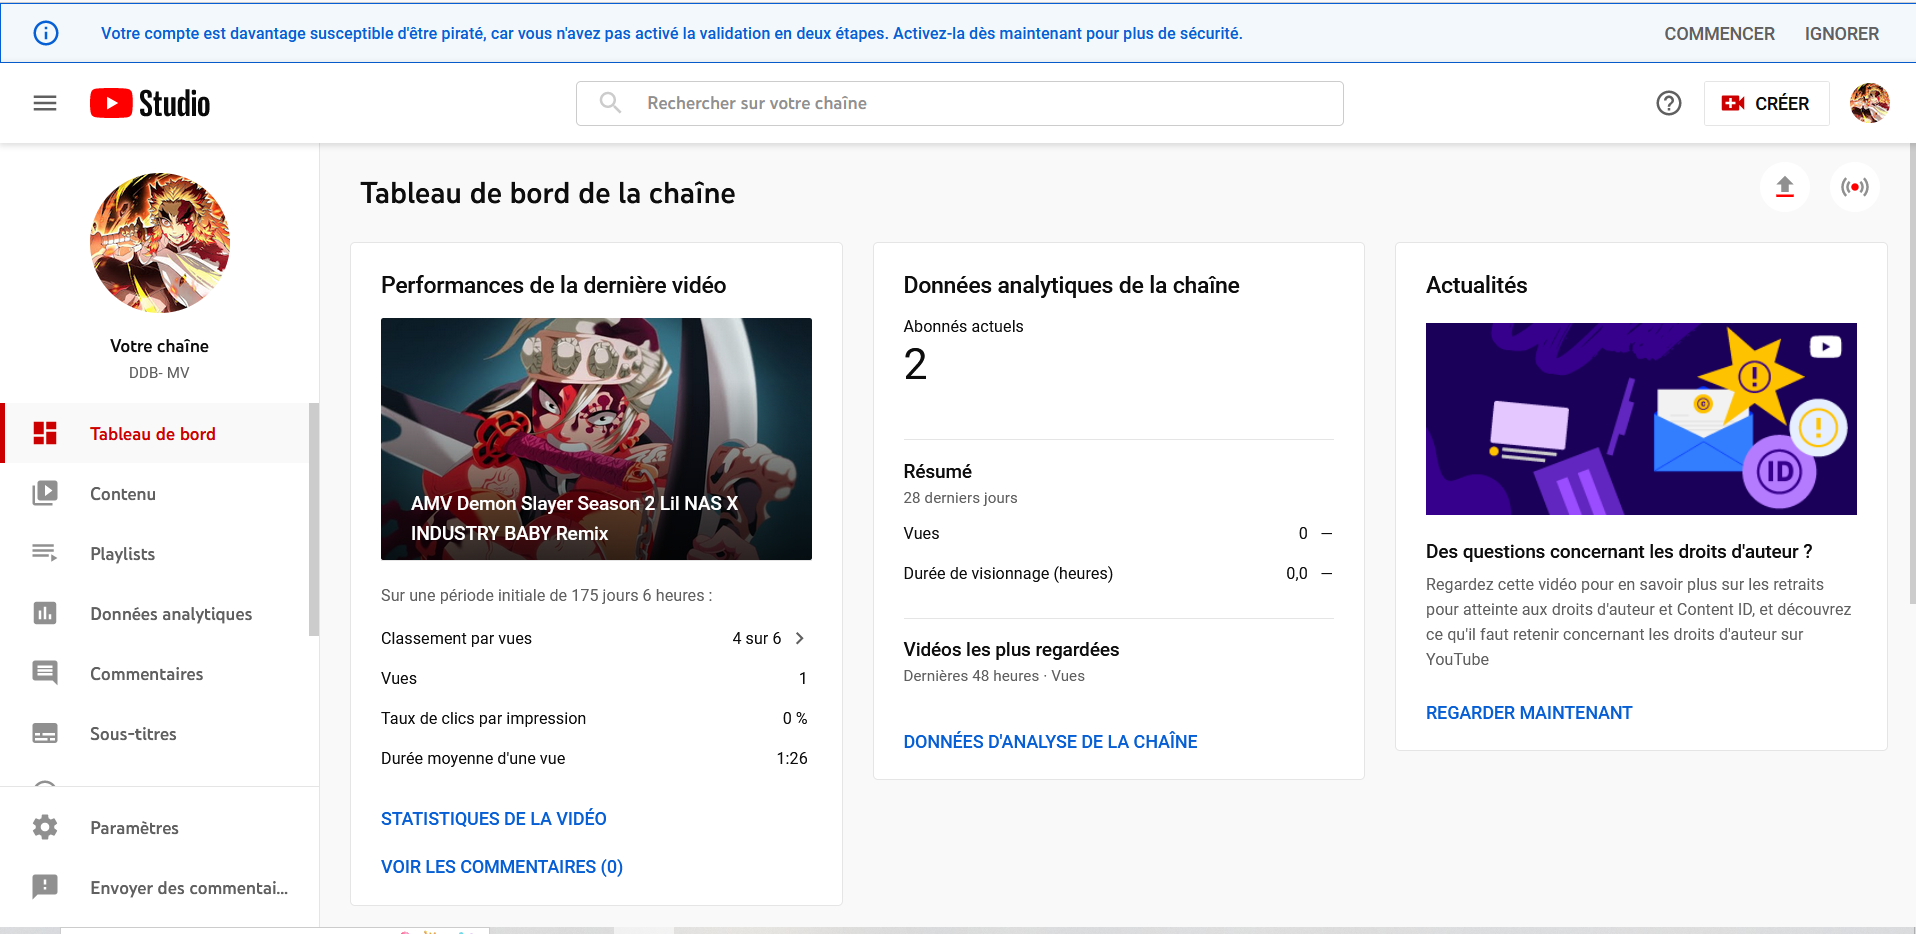 Votre compte est davantage susceptible d'être piraté, car vous n'avez pas activé la validation en deux étapes. Activez-la dès maintenant pour plus de sécurité.
COMMENCER
IGNORER
Studio
Rechercher sur votre chaîne
CRÉER
Votre chaîne
DDB- MV
Tableau de bord
Contenu
Playlists
Données analytiques
Commentaires
Sous-titres
Paramètres
Envoyer des commentai...
Tableau de bord de la chaîne
Performances de la dernière vidéo
AMV Demon Slayer Season 2 Lil NAS X
INDUSTRY BABY Remix
Sur une période initiale de 175 jours 6 heures :
Classement par vues 4 sur 6
Vues 1
Taux de clics par impression 0 %
Durée moyenne d'une vue 1:26
STATISTIQUES DE LA VIDÉO
VOIR LES COMMENTAIRES (0)
Données analytiques de la chaîne
Abonnés actuels
2
Résumé
28 derniers jours
Vues 0 —
Durée de visionnage (heures) 0,0 —
Vidéos les plus regardées
Dernières 48 heures · Vues
DONNÉES D'ANALYSE DE LA CHAÎNE
Actualités
ID
Des questions concernant les droits d'auteur ?
Regardez cette vidéo pour en savoir plus sur les retraits
pour atteinte aux droits d'auteur et Content ID, et découvrez
ce qu'il faut retenir concernant les droits d'auteur sur
YouTube
REGARDER MAINTENANT